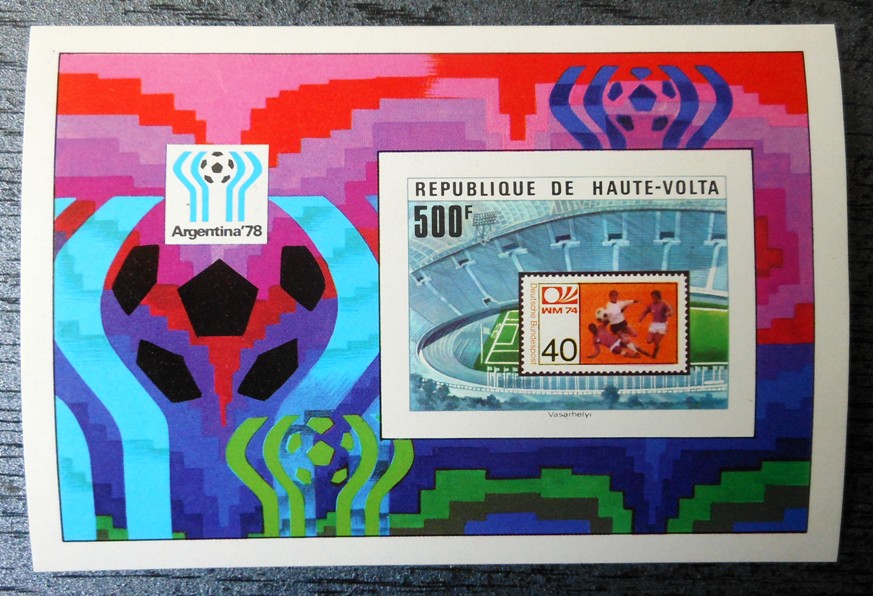 Argentina'78
REPUBLIQUE DE HAUTE-VOLTA
500F
Deutsche Bundespost
WM 74
40
Vasarhelyi